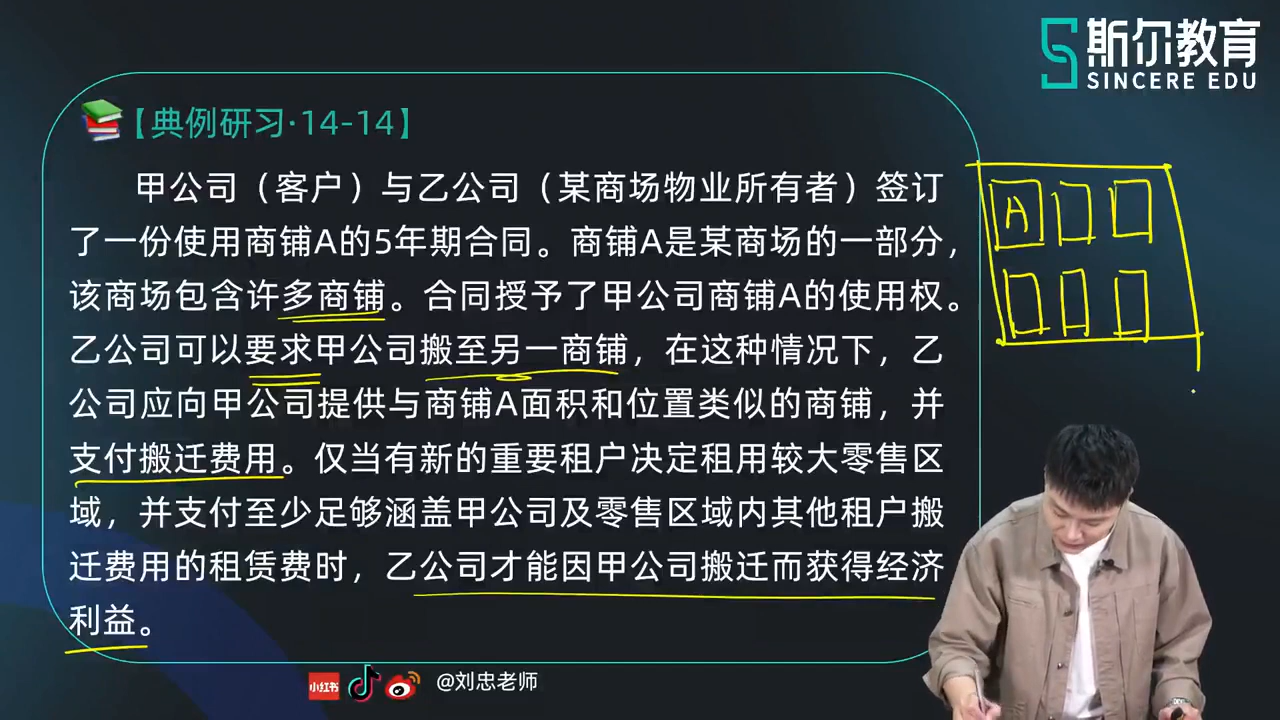 斯尔教育
SINCERE EDU
【典例研习·14-14】
甲公司（客户）与乙公司（某商场物业所有者）签订
了一份使用商铺A的5年期合同。商铺A是某商场的一部分，
该商场包含许多商铺。合同授予了甲公司商铺A的使用权。
乙公司可以要求甲公司搬至另一商铺，在这种情况下，乙
公司应向甲公司提供与商铺A面积和位置类似的商铺，并
支付搬迁费用。仅当有新的重要租户决定租用较大零售区
域，并支付至少足够涵盖甲公司及零售区域内其他租户搬
迁费用的租赁费时，乙公司才能因甲公司搬迁而获得经济
利益。
A
小红书
@刘忠老师